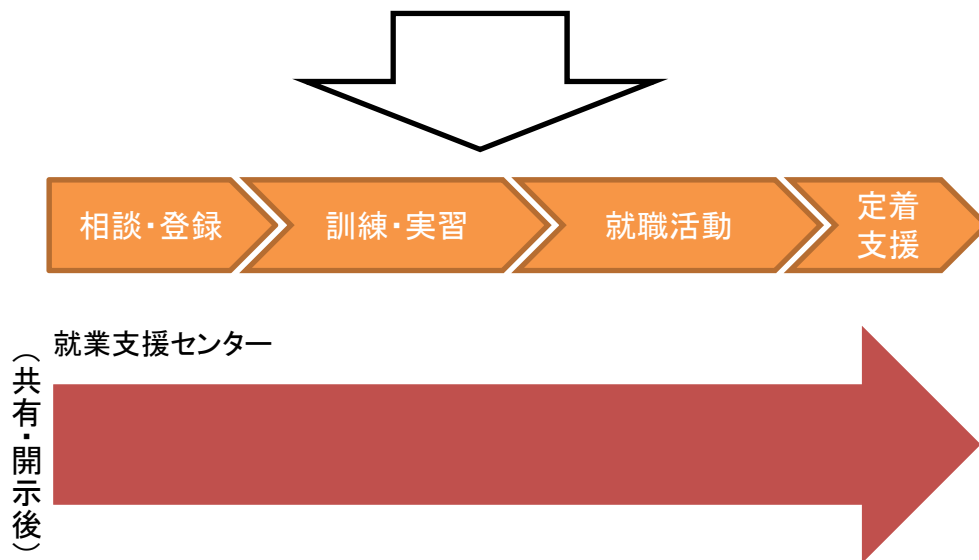 相談・登録
訓練・実習
就職活動
定着
支援
就業支援センター
（共有・開示後）